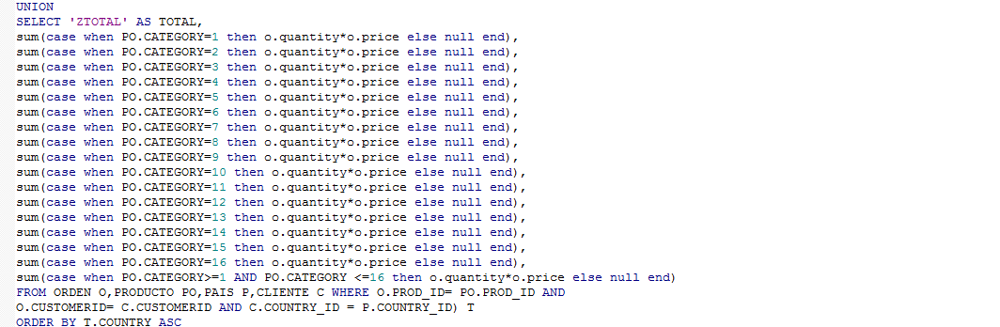 UNION
SELECT 'ZTOTAL' AS TOTAL,
sum(case when PO.CATEGORY=1 then o.quantity*o.price else null end),
sum(case when PO.CATEGORY=2 then o.quantity*o.price else null end),
sum(case when PO.CATEGORY=3 then o.quantity*o.price else null end),
sum(case when PO.CATEGORY=4 then o.quantity*o.price else null end),
sum(case when PO.CATEGORY=5 then o.quantity*o.price else null end),
sum(case when PO.CATEGORY=6 then o.quantity*o.price else null end),
sum(case when PO.CATEGORY=7 then o.quantity*o.price else null end),
sum(case when PO.CATEGORY=8 then o.quantity*o.price else null end),
sum(case when PO.CATEGORY=9 then o.quantity*o.price else null end),
sum(case when PO.CATEGORY=10 then o.quantity*o.price else null end),
sum(case when PO.CATEGORY=11 then o.quantity*o.price else null end),
sum(case when PO.CATEGORY=12 then o.quantity*o.price else null end),
sum(case when PO.CATEGORY=13 then o.quantity*o.price else null end),
sum(case when PO.CATEGORY=14 then o.quantity*o.price else null end),
sum(case when PO.CATEGORY=15 then o.quantity*o.price else null end),
sum(case when PO.CATEGORY=16 then o.quantity*o.price else null end),
sum(case when PO.CATEGORY>=1 AND PO.CATEGORY <=16 then o.quantity*o.price else null end)
FROM ORDEN O,PRODUCTO PO,PAIS P,CLIENTE C WHERE O.PROD_ID= PO.PROD_ID AND
O.CUSTOMERID= C.CUSTOMERID AND C.COUNTRY_ID = P.COUNTRY_ID) T
ORDER BY T.COUNTRY ASC